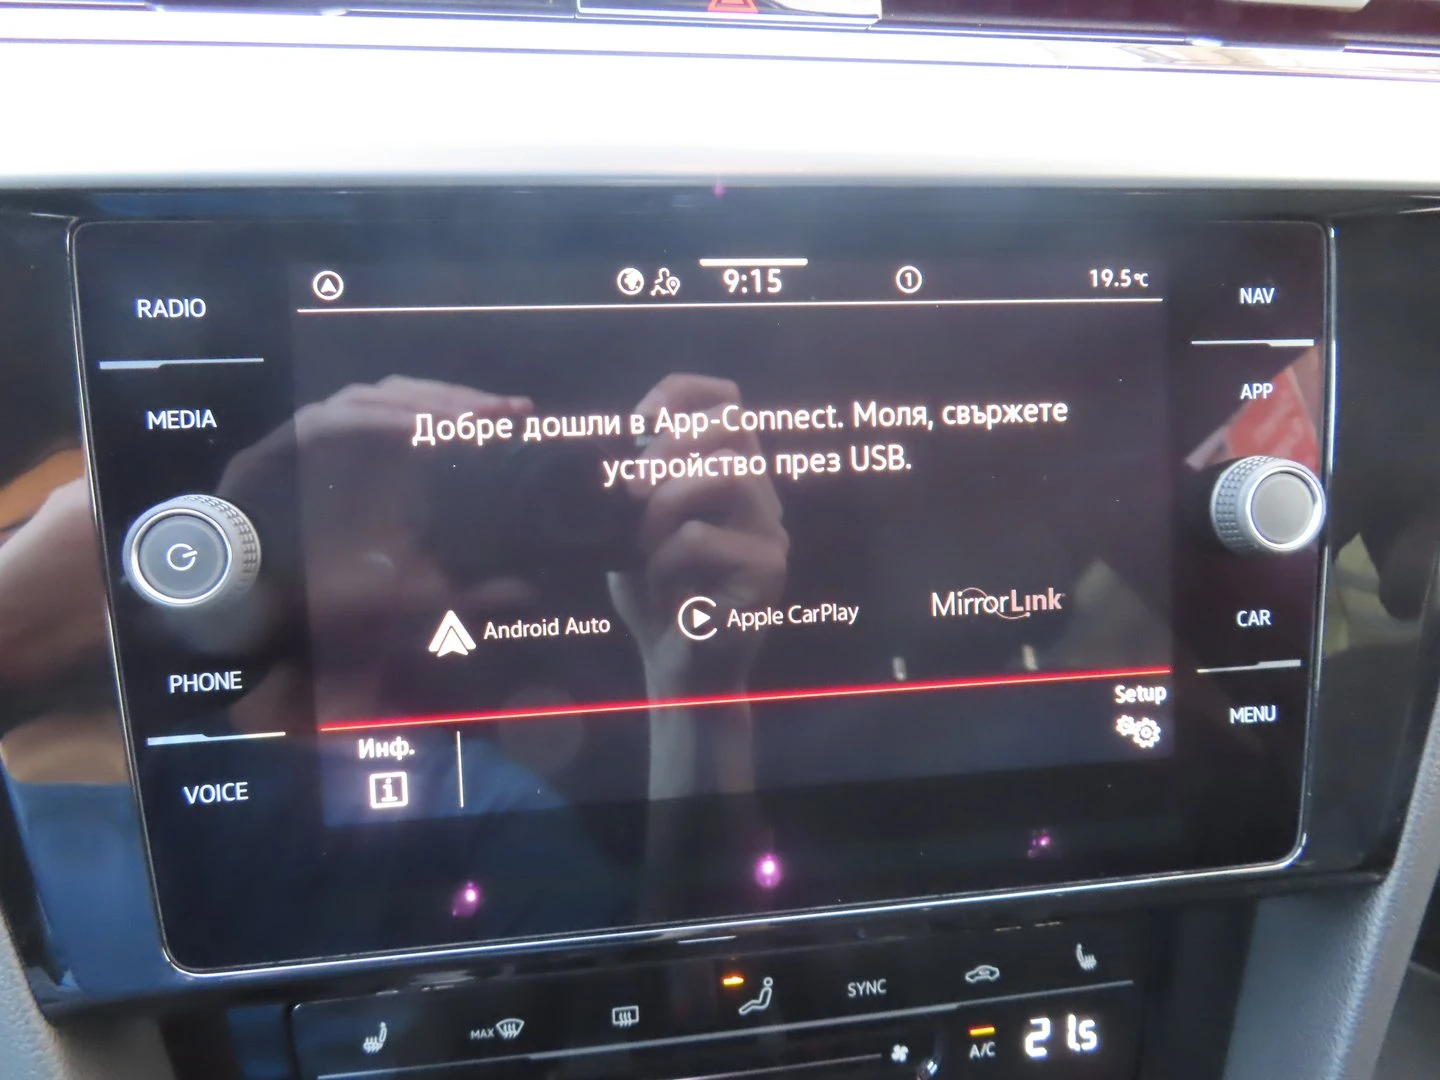 RADIO
MEDIA
PHONE
VOICE
9:15
1
19.5°C
Добре дошли в App-Connect. Моля, свържете
устройство през USB.
Android Auto
Apple CarPlay
MirrorLink
Инф.
i
Setup
NAV
APP
CAR
MENU
MAX
SYNC
A/C
21.5